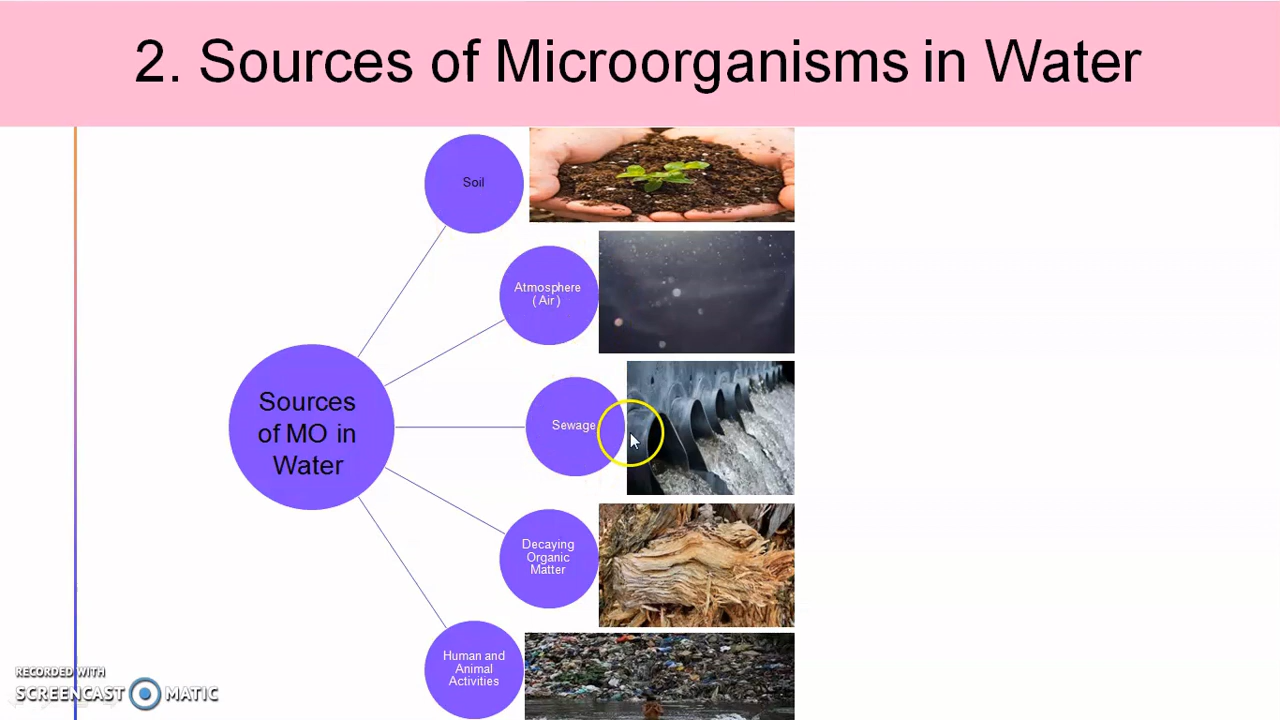 2. Sources of Microorganisms in Water
Soil
Atmosphere
( Air )
Sources
of MO in
Water
Sewage
Decaying
Organic
Matter
Human and
Animal
Activities
RECORDED WITH
SCREENCAST MATIC